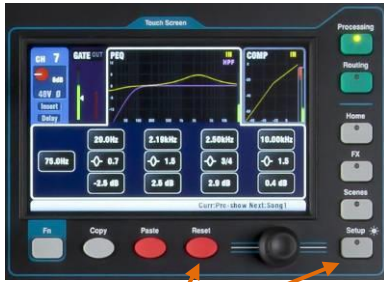 Touch Screen
Processing
Routing
Home
FX
Scenes
Setup
CH 7
GATE OUT
PEQ
IN
HPF
COMP
IN
0dB
48V Ø
Insert
Delay
20.0Hz
2.19kHz
2.50kHz
10.00kHz
75.0Hz
0.7
1.5
3/4
1.5
-2.5 dB
2.5 dB
2.9 dB
0.4 dB
Curr:Pre-show Next:Song1
Fn
Copy
Paste
Reset